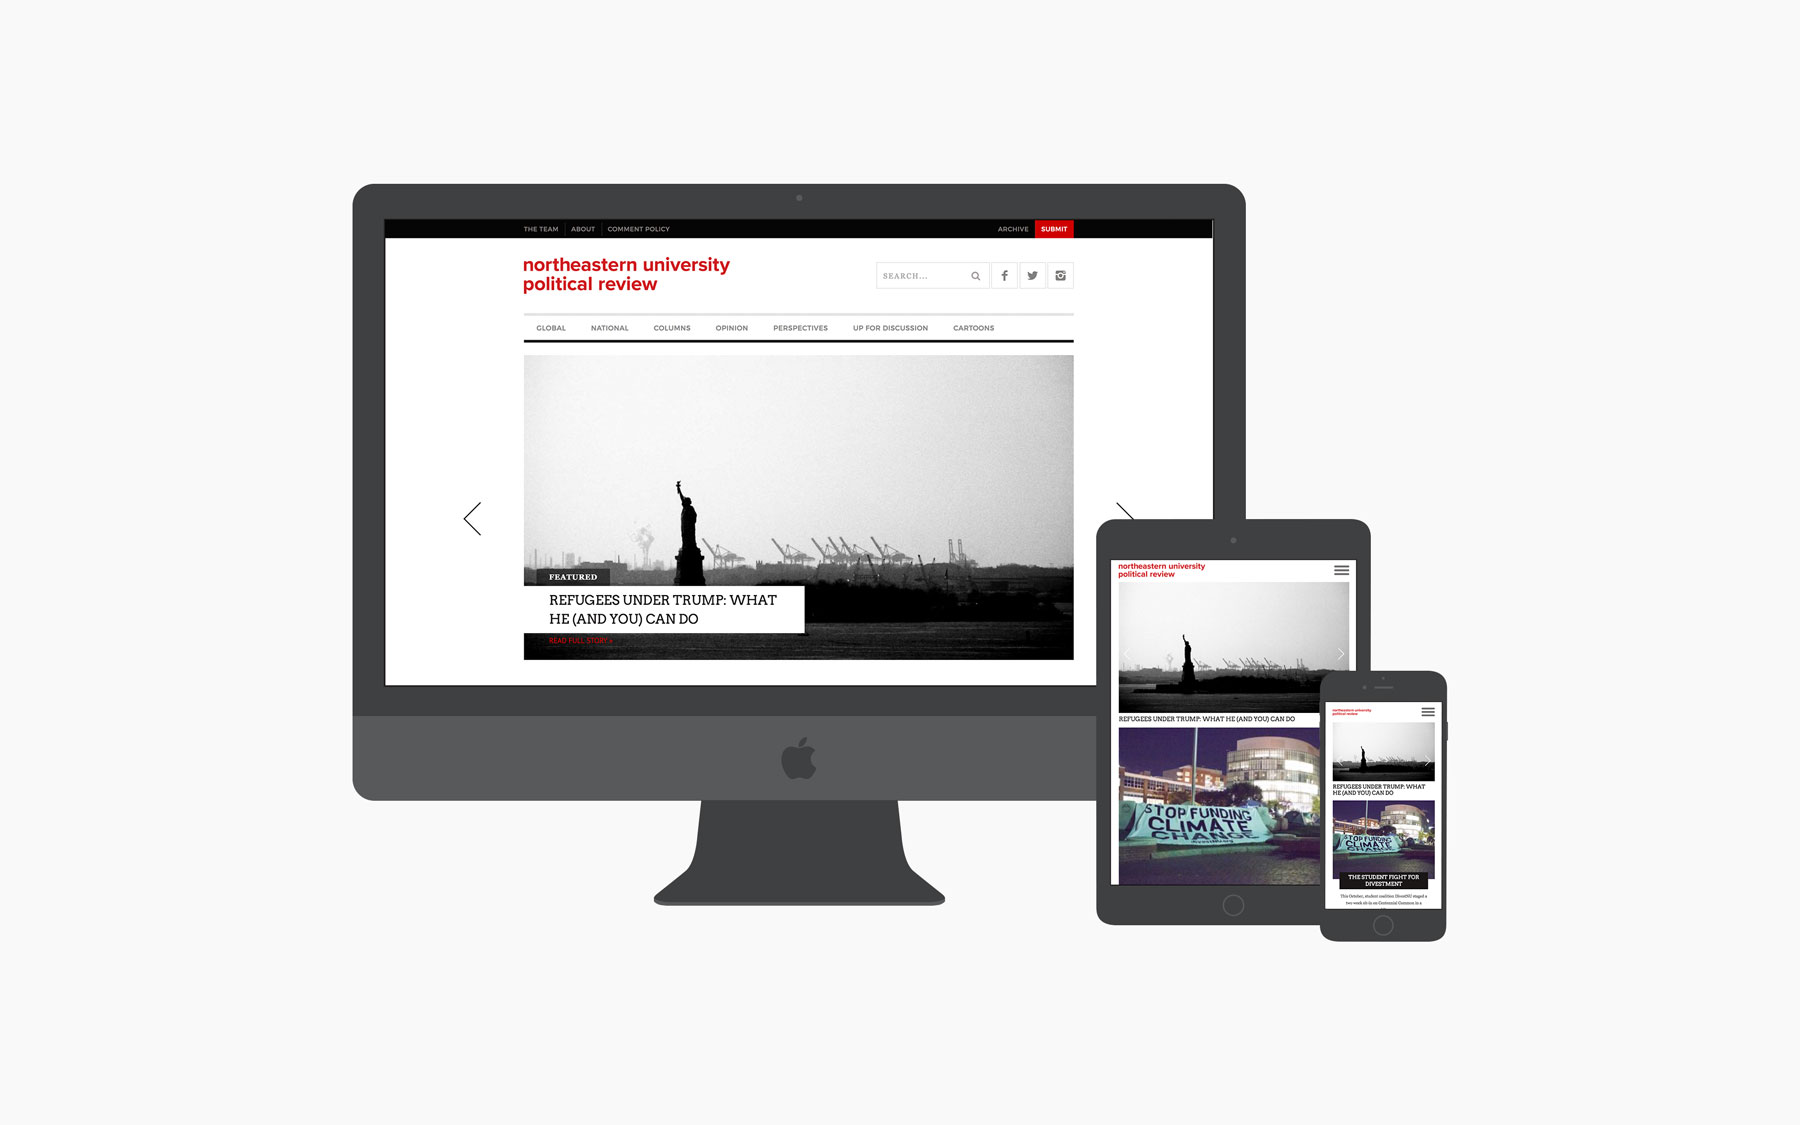 THE TEAM ABOUT COMMENT POLICY ARCHIVE SUBMIT
northeastern university
political review
SEARCH...
GLOBAL NATIONAL COLUMNS OPINION PERSPECTIVES UP FOR DISCUSSION CARTOONS
FEATURED
REFUGEES UNDER TRUMP: WHAT
HE (AND YOU) CAN DO
READ FULL STORY »
northeastern university
political review
REFUGEES UNDER TRUMP: WHAT HE (AND YOU) CAN DO
STOP FUNDING
CLIMATE
CHANGE
DivestNU.org
northeastern university
political review
REFUGEES UNDER TRUMP: WHAT
HE (AND YOU) CAN DO
STOP FUNDING
CLIMATE
CHANGE
THE STUDENT FIGHT FOR
DIVESTMENT
This October, student coalition DivestNU staged a
two week sit-in on Centennial Common in a